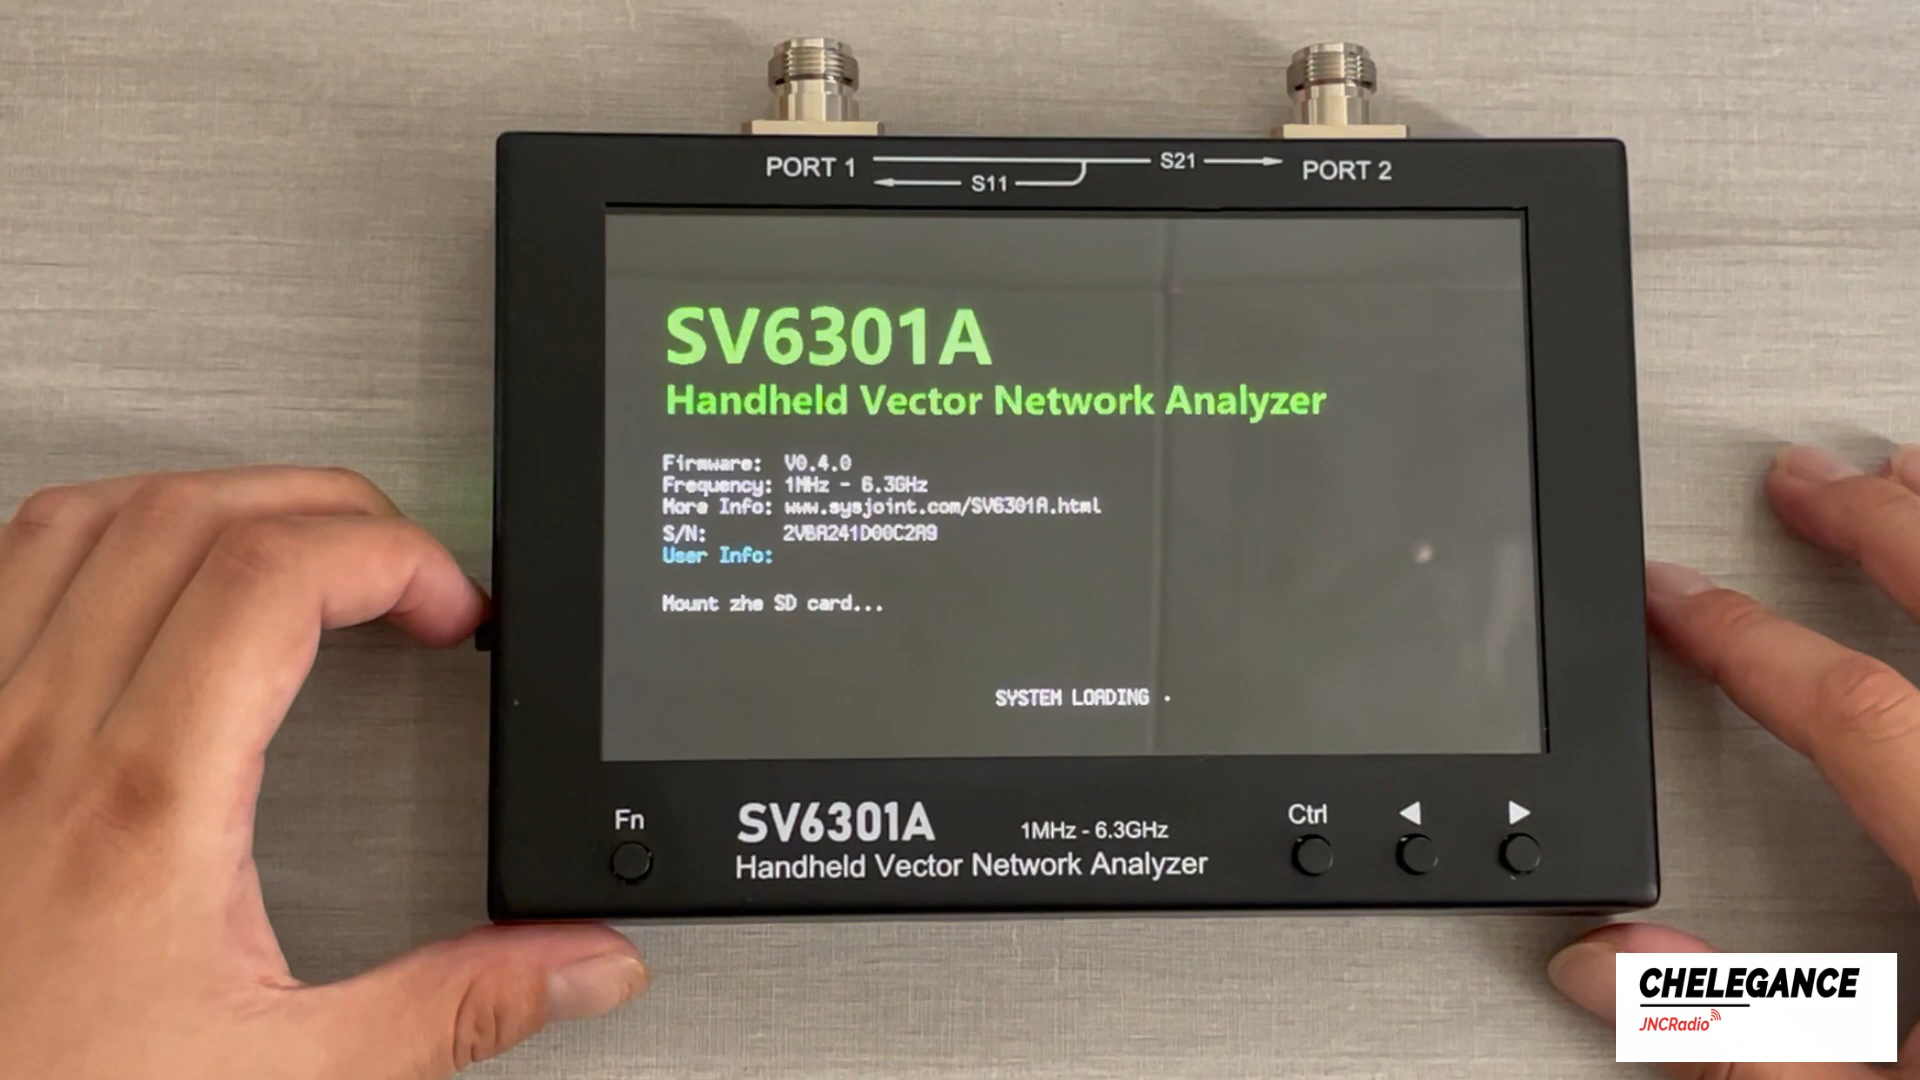 PORT 1
S11
S21
PORT 2
SV6301A
Handheld Vector Network Analyzer
Firmware: V0.4.0
Frequency: 1MHz - 6.3GHz
More Info: www.sysjoint.com/SV6301A.html
S/N: 2VBA241D00C2A9
User Info:
Mount zhe SD card...
SYSTEM LOADING .
Fn
SV6301A
1MHz - 6.3GHz
Handheld Vector Network Analyzer
Ctrl
CHELEGANCE
JNCRadio